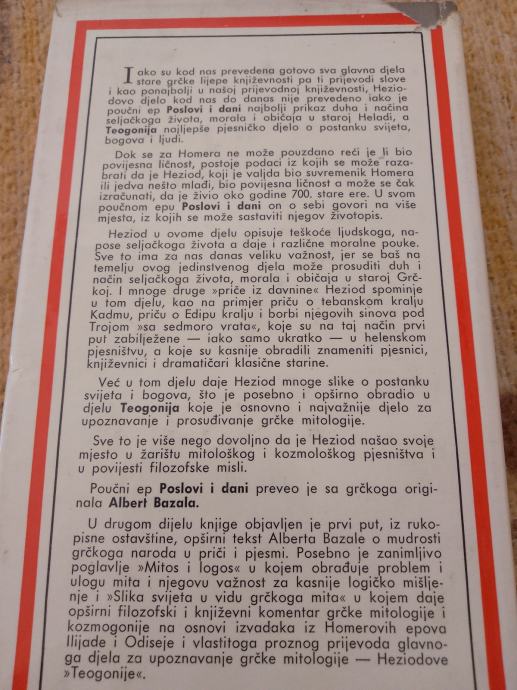 Iako su kod nas prevedena gotovo sva glavna djela
stare grčke lijepe književnosti pa ti prijevodi slove
i kao ponajbolji u našoj prijevodnoj književnosti, Hezio-
dovo djelo kod nas do danas nije prevedeno iako je
poučni ep Poslovi i dani najbolji prikaz duha i načina
seljačkoga života, morala i običaja u staroj Heladi, a
Teogonija najljepše pjesničko djelo o postanku svijeta,
bogova i ljudi.
Dok se za Homera ne može pouzdano reći je li bio
povijesna ličnost, postoje podaci iz kojih se može raza-
brati da je Heziod, koji je valjda bio suvremenik Homera
ili jedva nešto mlađi, bio povijesna ličnost a može se čak
izračunati, da je živio oko godine 700. stare ere. U svom
poučnom epu Poslovi i dani on o sebi govori na više
mjesta, iz kojih se može sastaviti njegov životopis.
Heziod u ovome djelu opisuje teškoće ljudskoga, na-
pose seljačkoga života a daje i različne moralne pouke.
Sve to ima za nas danas veliku važnost, jer se baš na
temelju ovog jedinstvenog djela može prosuditi duh i
način seljačkoga života, morala i običaja u staroj Grč-
koj. I mnoge druge »priče iz davnine« Heziod spominje
u tom djelu, kao na primjer priču o tebanskom kralju
Kadmu, priču o Edipu kralju i borbi njegovih sinova pod
Trojom »sa sedmoro vrata«, koje su na taj način prvi
put zabilježene — iako samo ukratko — u helenskom
pjesništvu, a koje su kasnije obradili znameniti pjesnici,
književnici i dramatičari klasične starine.
Već u tom djelu daje Heziod mnoge slike o postanku
svijeta i bogova, što je posebno i opširno obradio u
djelu Teogonija koje je osnovno i najvažnije djelo za
upoznavanje i prosuđivanje grčke mitologije.
Sve to je više nego dovoljno da je Heziod našao svoje
mjesto u žarištu mitološkog i kozmološkog pjesništva i
u povijesti filozofske misli.
Poučni ep Poslovi i dani preveo je sa grčkoga origi-
nala Albert Bazala.
U drugom dijelu knjige objavljen je prvi put, iz ruko-
pisne ostavštine, opširni tekst Alberta Bazale o mudrosti
grčkoga naroda u priči i pjesmi. Posebno je zanimljivo
poglavlje »Mitos i logos« u kojem obrađuje problem i
ulogu mita i njegovu važnost za kasnije logičko mišlje-
nje i »Slika svijeta u vidu grčkoga mita« u kojem daje
opširni filozofski i književni komentar grčke mitologije i
kozmogonije na osnovi izvadaka iz Homerovih epova
Ilijade i Odiseje i vlastitoga proznog prijevoda glavno-
ga djela za upoznavanje grčke mitologije — Heziodove
»Teogonije«.